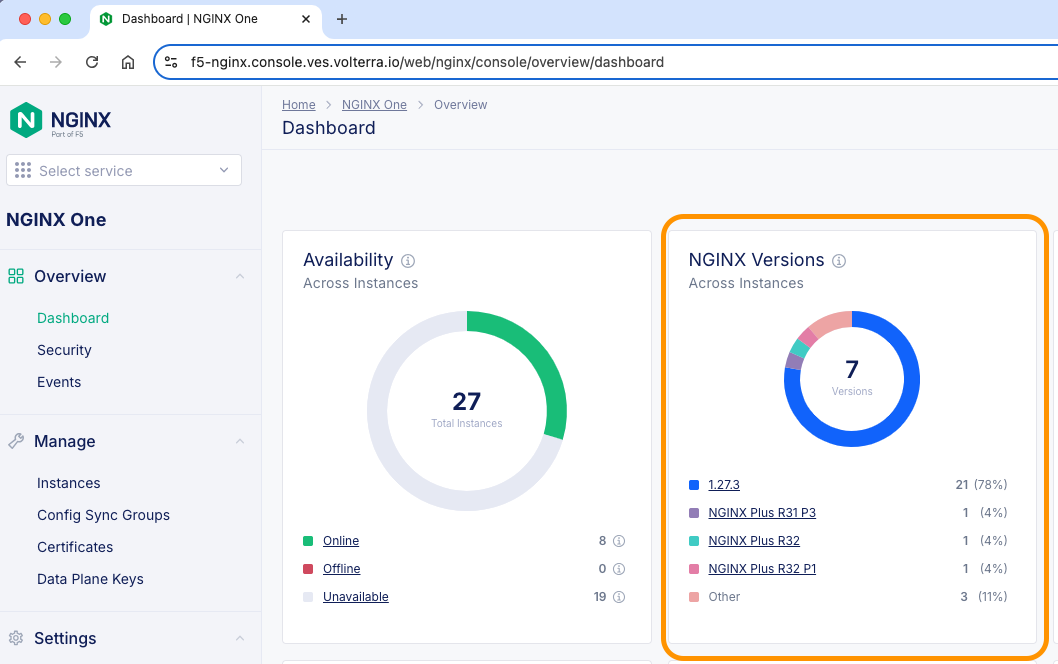 Dashboard | NGINX One
f5-nginx.console.ves.volterra.io/web/nginx/console/overview/dashboard
NGINX
Part of F5
Select service
NGINX One
Overview
Dashboard
Security
Events
Manage
Instances
Config Sync Groups
Certificates
Data Plane Keys
Settings
Home > NGINX One > Overview
Dashboard
Availability
Across Instances
27
Total Instances
Online 8
Offline 0
Unavailable 19
NGINX Versions
Across Instances
7
Versions
1.27.3 21 (78%)
NGINX Plus R31 P3 1 (4%)
NGINX Plus R32 1 (4%)
NGINX Plus R32 P1 1 (4%)
Other 3 (11%)